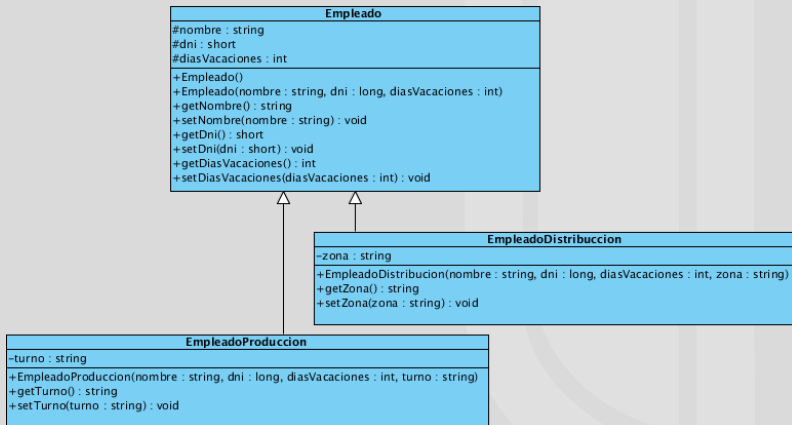 Empleado
#nombre : string
#dni : short
#diasVacaciones : int
+Empleado()
+Empleado(nombre : string, dni : long, diasVacaciones : int)
+getNombre() : string
+setNombre(nombre : string) : void
+getDni() : short
+setDni(dni : short) : void
+getDiasVacaciones() : int
+setDiasVacaciones(diasVacaciones : int) : void
EmpleadoDistribuccion
-zona : string
+EmpleadoDistribucion(nombre : string, dni : long, diasVacaciones : int, zona : string)
+getZona() : string
+setZona(zona : string) : void
EmpleadoProduccion
-turno : string
+EmpleadoProduccion(nombre : string, dni : long, diasVacaciones : int, turno : string)
+getTurno() : string
+setTurno(turno : string) : void